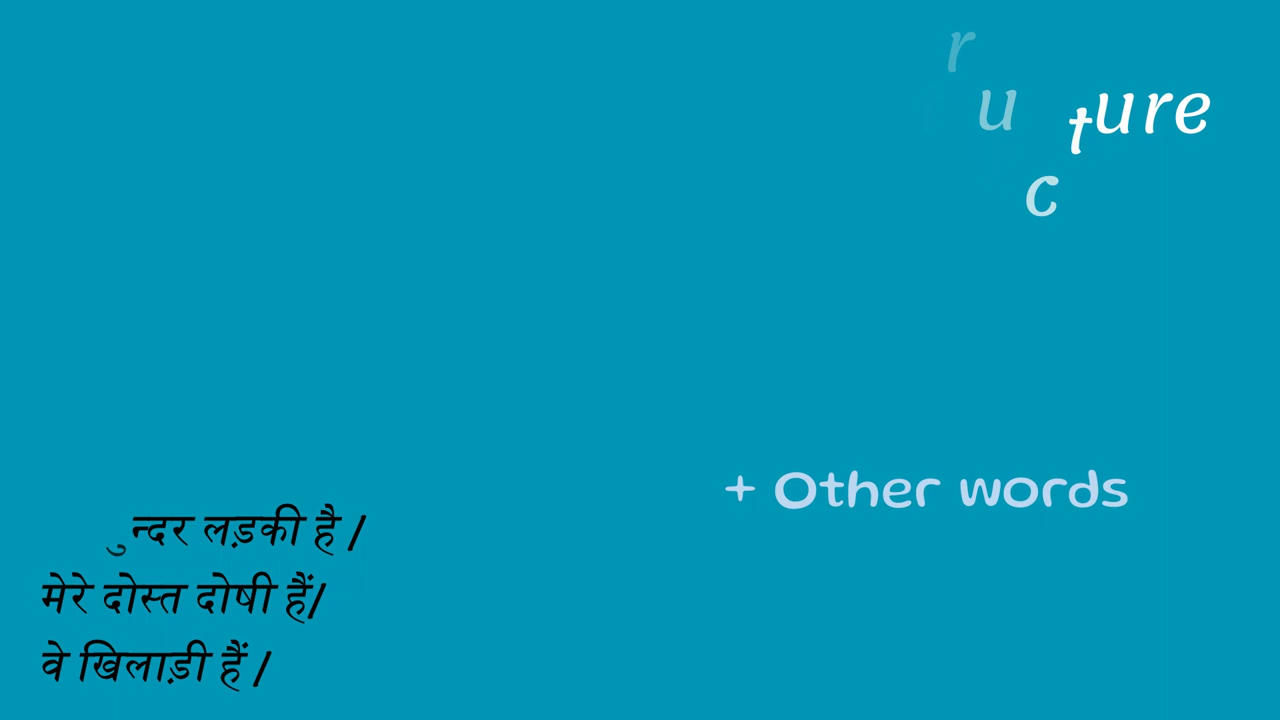 ture
+ Other words
लड़की है /
मेरे दोस्त दोषी हैं/
वे खिलाड़ी हैं /